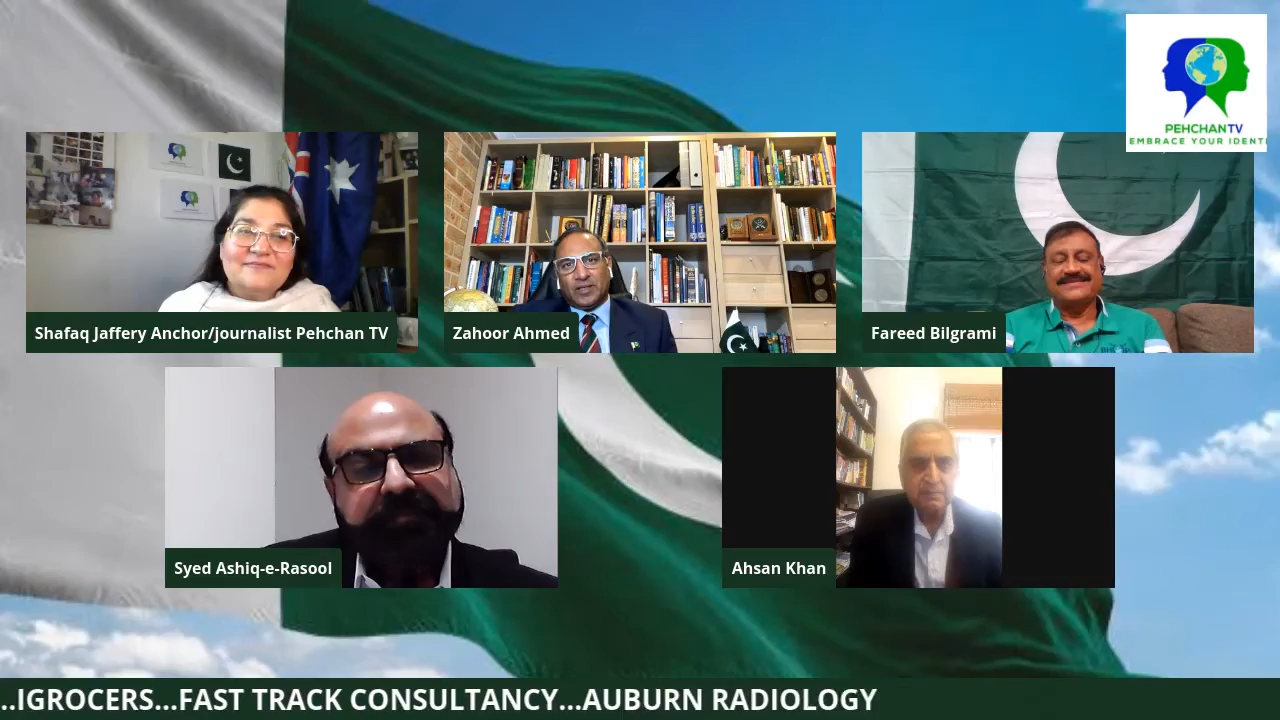 PEHCHANTV
EMBRACE YOUR IDENTI
Shafaq Jaffery Anchor/journalist Pehchan TV
Zahoor Ahmed
Fareed Bilgrami
Syed Ashiq-e-Rasool
Ahsan Khan
..IGROCERS...FAST TRACK CONSULTANCY...AUBURN RADIOLOGY